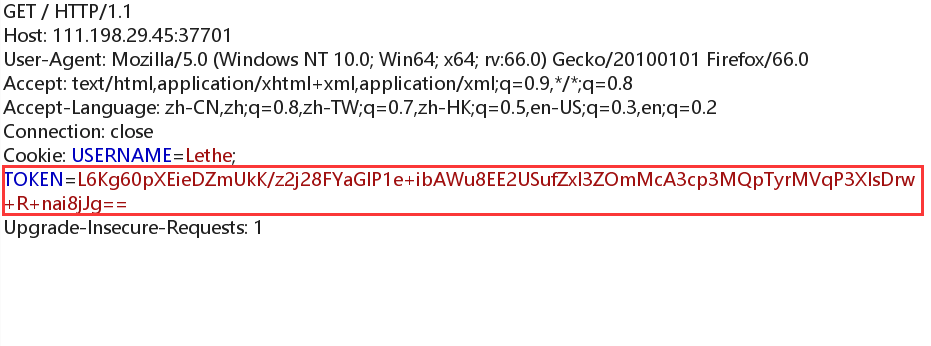 GET / HTTP/1.1
Host: 111.198.29.45:37701
User-Agent: Mozilla/5.0 (Windows NT 10.0; Win64; x64; rv:66.0) Gecko/20100101 Firefox/66.0
Accept: text/html,application/xhtml+xml,application/xml;q=0.9,*/*;q=0.8
Accept-Language: zh-CN,zh;q=0.8,zh-TW;q=0.7,zh-HK;q=0.5,en-US;q=0.3,en;q=0.2
Connection: close
Cookie: USERNAME=Lethe;
TOKEN=L6Kg60pXEieDZmUkK/z2j28FYaGlP1e+ibAWu8EE2USufZxl3ZOmMcA3cp3MQpTyrMVqP3XlsDrw
+R+nai8jJg==
Upgrade-Insecure-Requests: 1